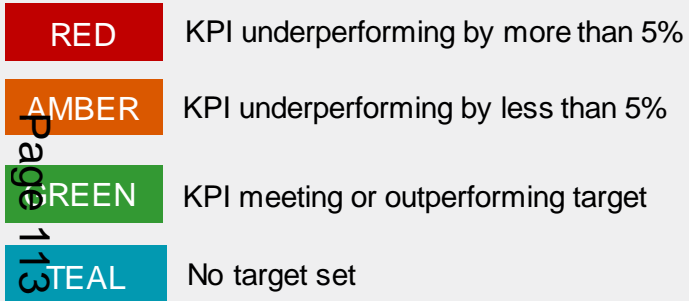 RED KPI underperforming by more than 5%
AMBER KPI underperforming by less than 5%
GREEN KPI meeting or outperforming target
TEAL No target set
Page 113